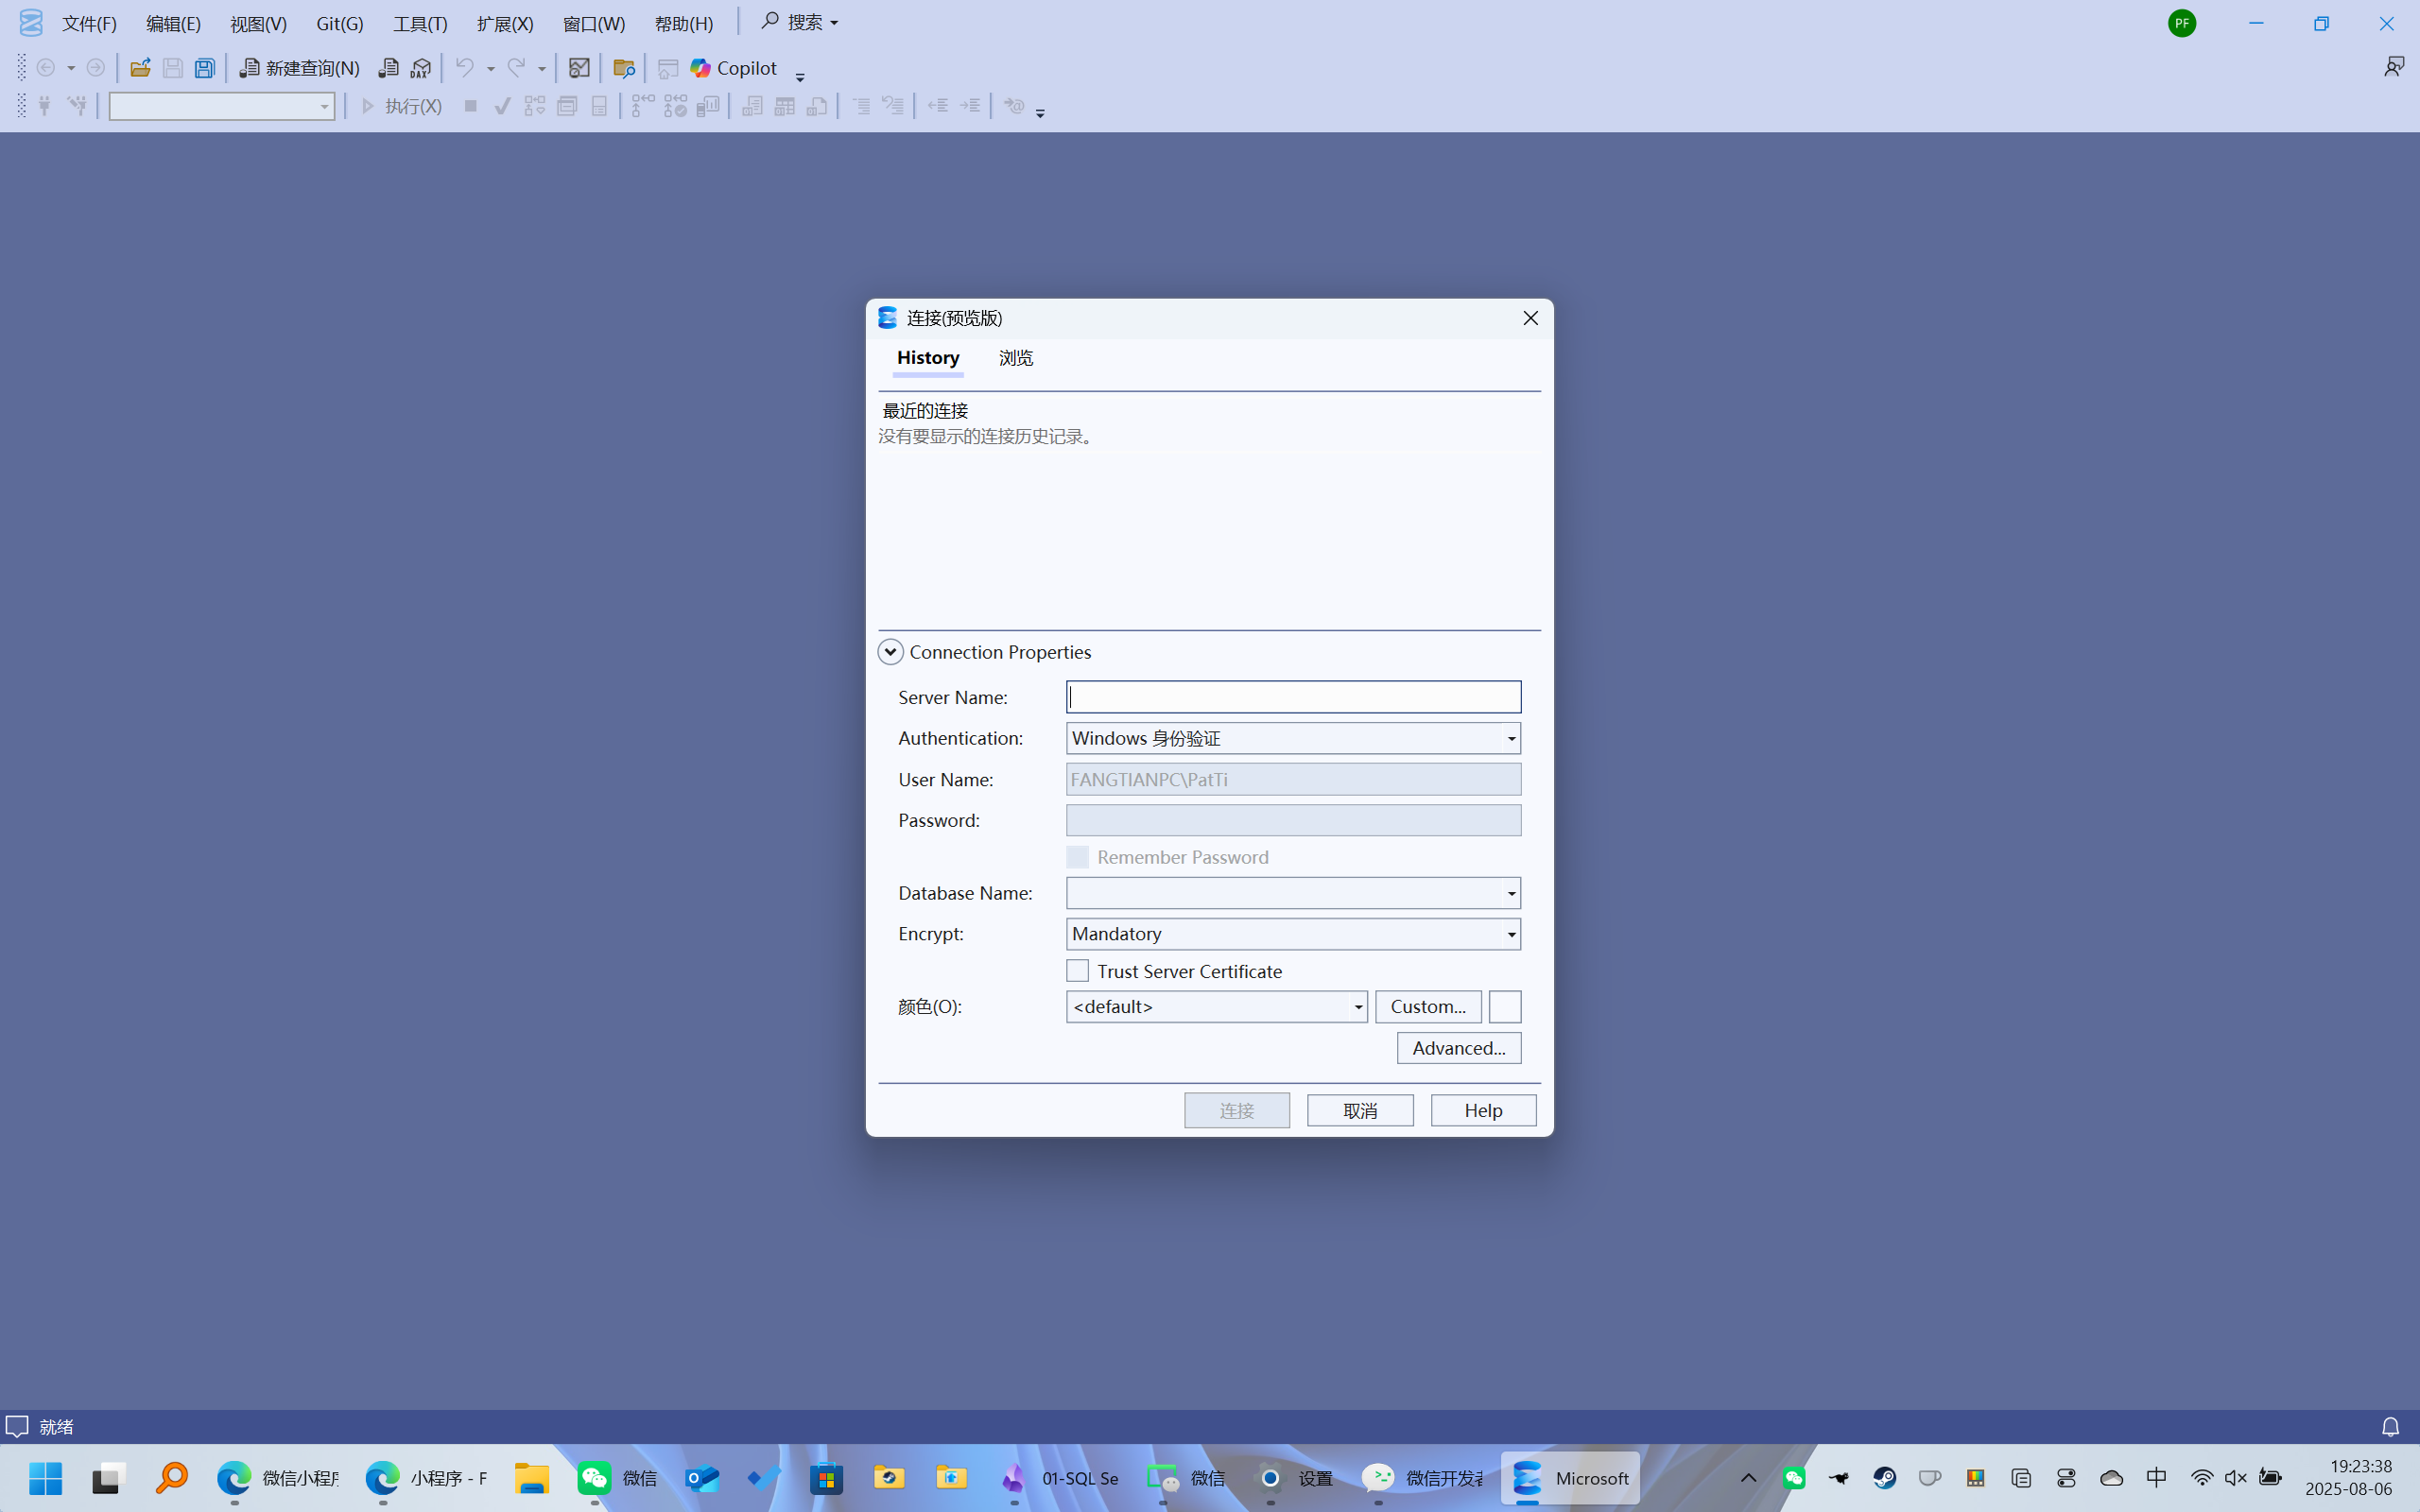 文件(F) 编辑(E) 视图(V) Git(G) 工具(T) 扩展(X) 窗口(W) 帮助(H) 搜索 PF
新建查询(N) DAX Copilot
执行(X)
连接(预览版)
History 浏览
最近的连接
没有要显示的连接历史记录。
Connection Properties
Server Name:
Authentication: Windows 身份验证
User Name: FANGTIANPC\PatTi
Password:
Remember Password
Database Name:
Encrypt: Mandatory
Trust Server Certificate
颜色(O): <default> Custom...
Advanced...
连接 取消 Help
就绪
微信小程 小程序 - F 微信 01-SQL Se 微信 设置 微信开发 Microsoft 中 19:23:38
2025-08-06